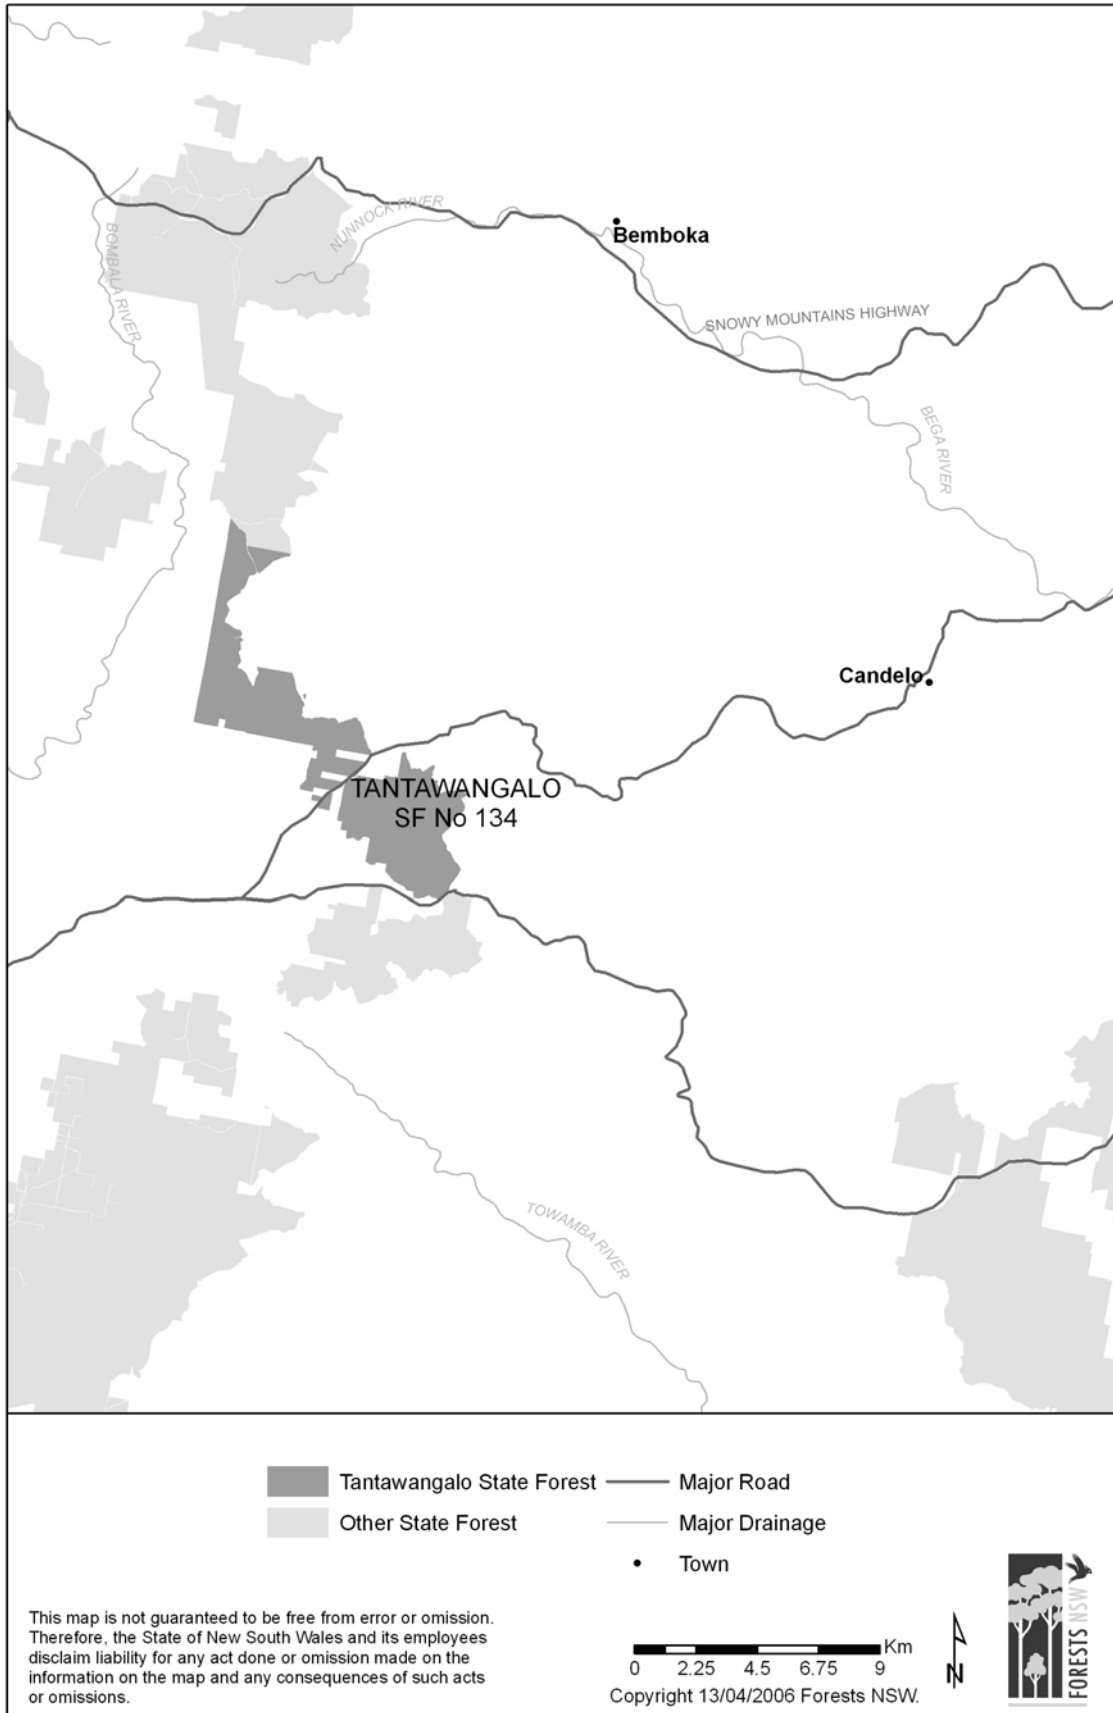 NUNNOCK RIVER
BOMBALA RIVER
Bemboka
SNOWY MOUNTAINS HIGHWAY
BEGA RIVER
Candelo
TANTAWANGALO
SF No 134
TOWAMBA RIVER
Tantawangalo State Forest
Major Road
Other State Forest
Major Drainage
Town
This map is not guaranteed to be free from error or omission.
Therefore, the State of New South Wales and its employees
disclaim liability for any act done or omission made on the
information on the map and any consequences of such acts
or omissions.
Km
0 2.25 4.5 6.75 9
Copyright 13/04/2006 Forests NSW.
N
FORESTS NSW